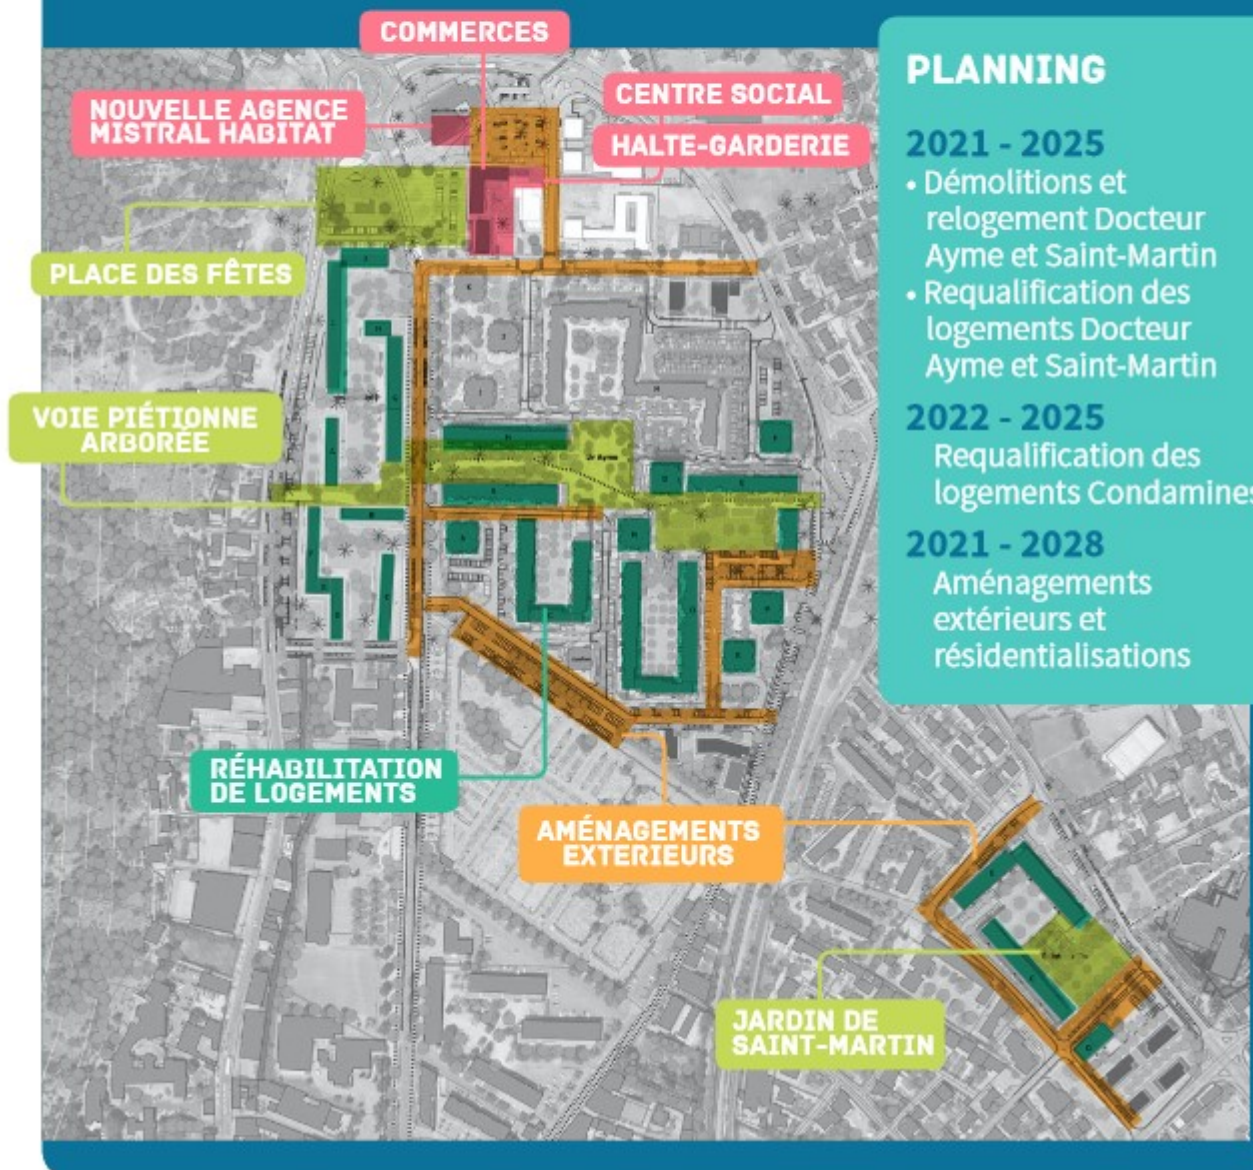 COMMERCES
NOUVELLE AGENCE
MISTRAL HABITAT
CENTRE SOCIAL
HALTE-GARDERIE
PLACE DES FÊTES
VOIE PIÉTIONNE
ARBORÉE
RÉHABILITATION
DE LOGEMENTS
AMÉNAGEMENTS
EXTERIEURS
JARDIN DE
SAINT-MARTIN
Dr Ayme
PLANNING
2021 - 2025
• Démolitions et
relogement Docteur
Ayme et Saint-Martin
• Requalification des
logements Docteur
Ayme et Saint-Martin
2022 - 2025
Requalification des
logements Condamines
2021 - 2028
Aménagements
extérieurs et
résidentialisations